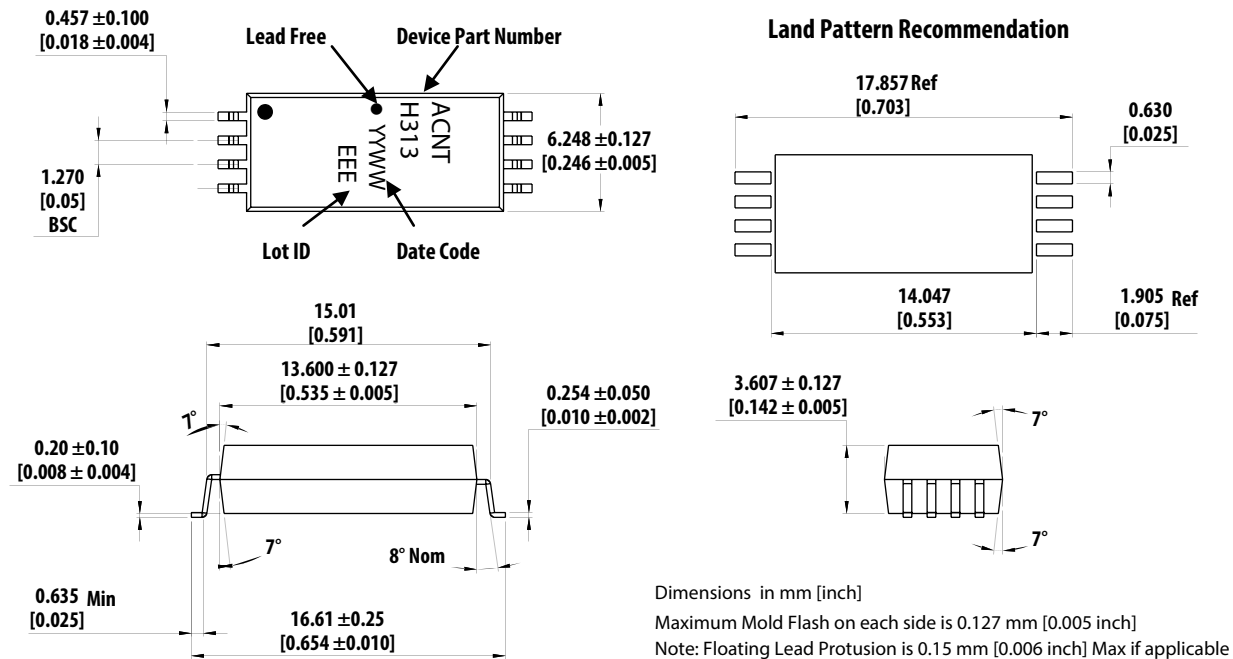 0.457 ±0.100
[0.018 ±0.004]
Lead Free
Device Part Number
ACNT
H313
YYWW
EEE
6.248 ±0.127
[0.246 ±0.005]
1.270
[0.05]
BSC
Lot ID
Date Code
Land Pattern Recommendation
17.857 Ref
[0.703]
0.630
[0.025]
14.047
[0.553]
1.905 Ref
[0.075]
15.01
[0.591]
13.600 ± 0.127
[0.535 ± 0.005]
0.254 ±0.050
[0.010 ±0.002]
7°
0.20 ±0.10
[0.008 ± 0.004]
7°
8° Nom
0.635 Min
[0.025]
16.61 ±0.25
[0.654 ±0.010]
3.607 ± 0.127
[0.142 ± 0.005]
7°
7°
Dimensions in mm [inch]
Maximum Mold Flash on each side is 0.127 mm [0.005 inch]
Note: Floating Lead Protusion is 0.15 mm [0.006 inch] Max if applicable